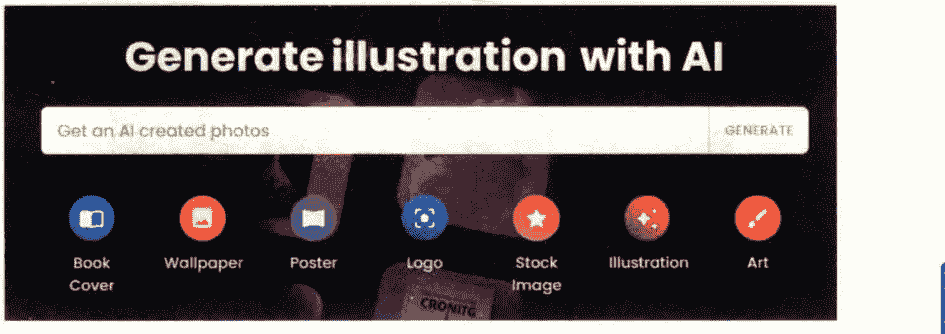 Generate illustration with AI
Get an AI created photos
GENERATE
Book
Cover
Wallpaper
Poster
Logo
Stock
Image
Illustration
Art
CRONITG